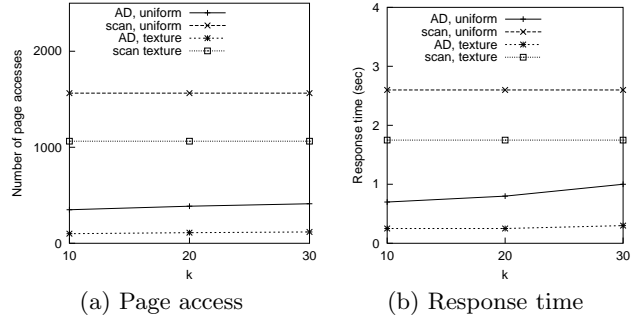 AD, uniform
scan, uniform
AD, texture
scan texture
2000
1000
0
10
20
30
Number of page accesses
k
(a) Page access
AD, uniform
scan, uniform
AD, texture
scan, texture
4
3
2
1
0
10
20
30
Response time (sec)
k
(b) Response time